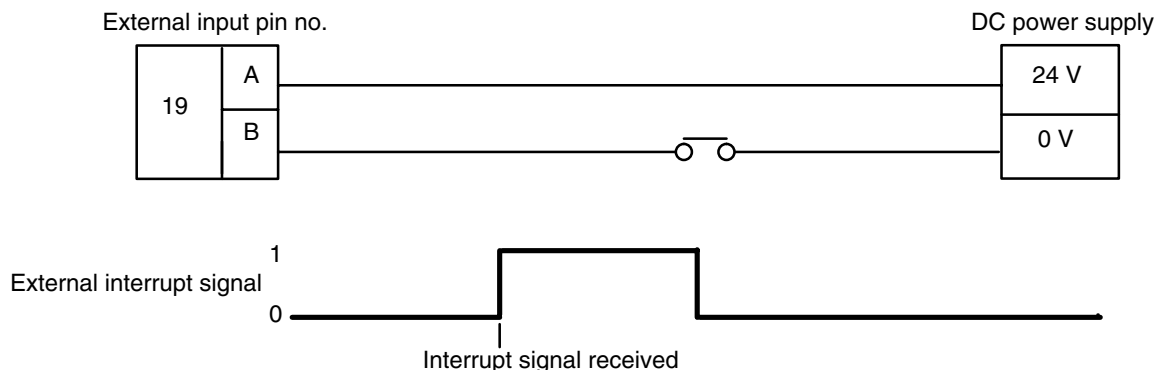 External input pin no.
DC power supply
19
A
B
24 V
0 V
1
External interrupt signal
0
Interrupt signal received